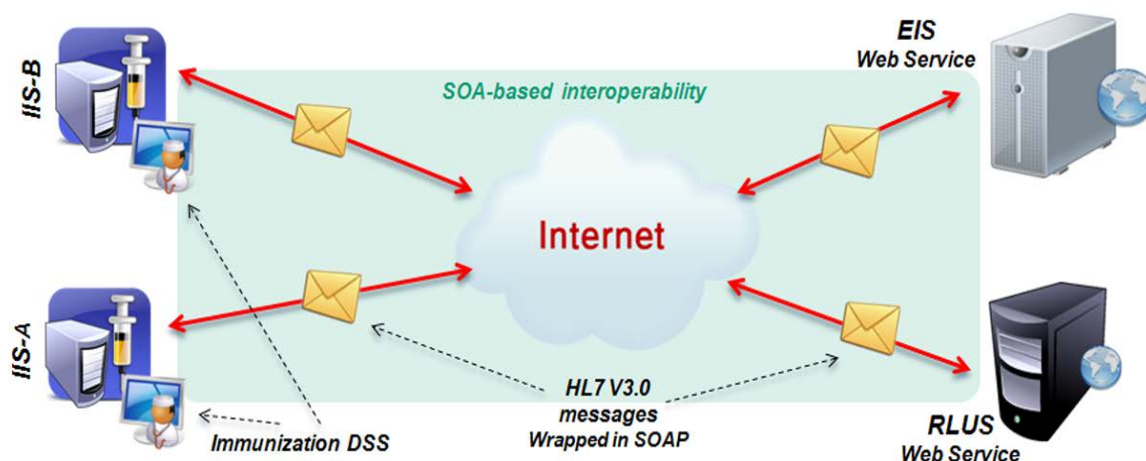 EIS
Web Service
IIS-B
SOA-based interoperability
Internet
IIS-A
HL7 V3.0
messages
Wrapped in SOAP
Immunization DSS
RLUS
Web Service